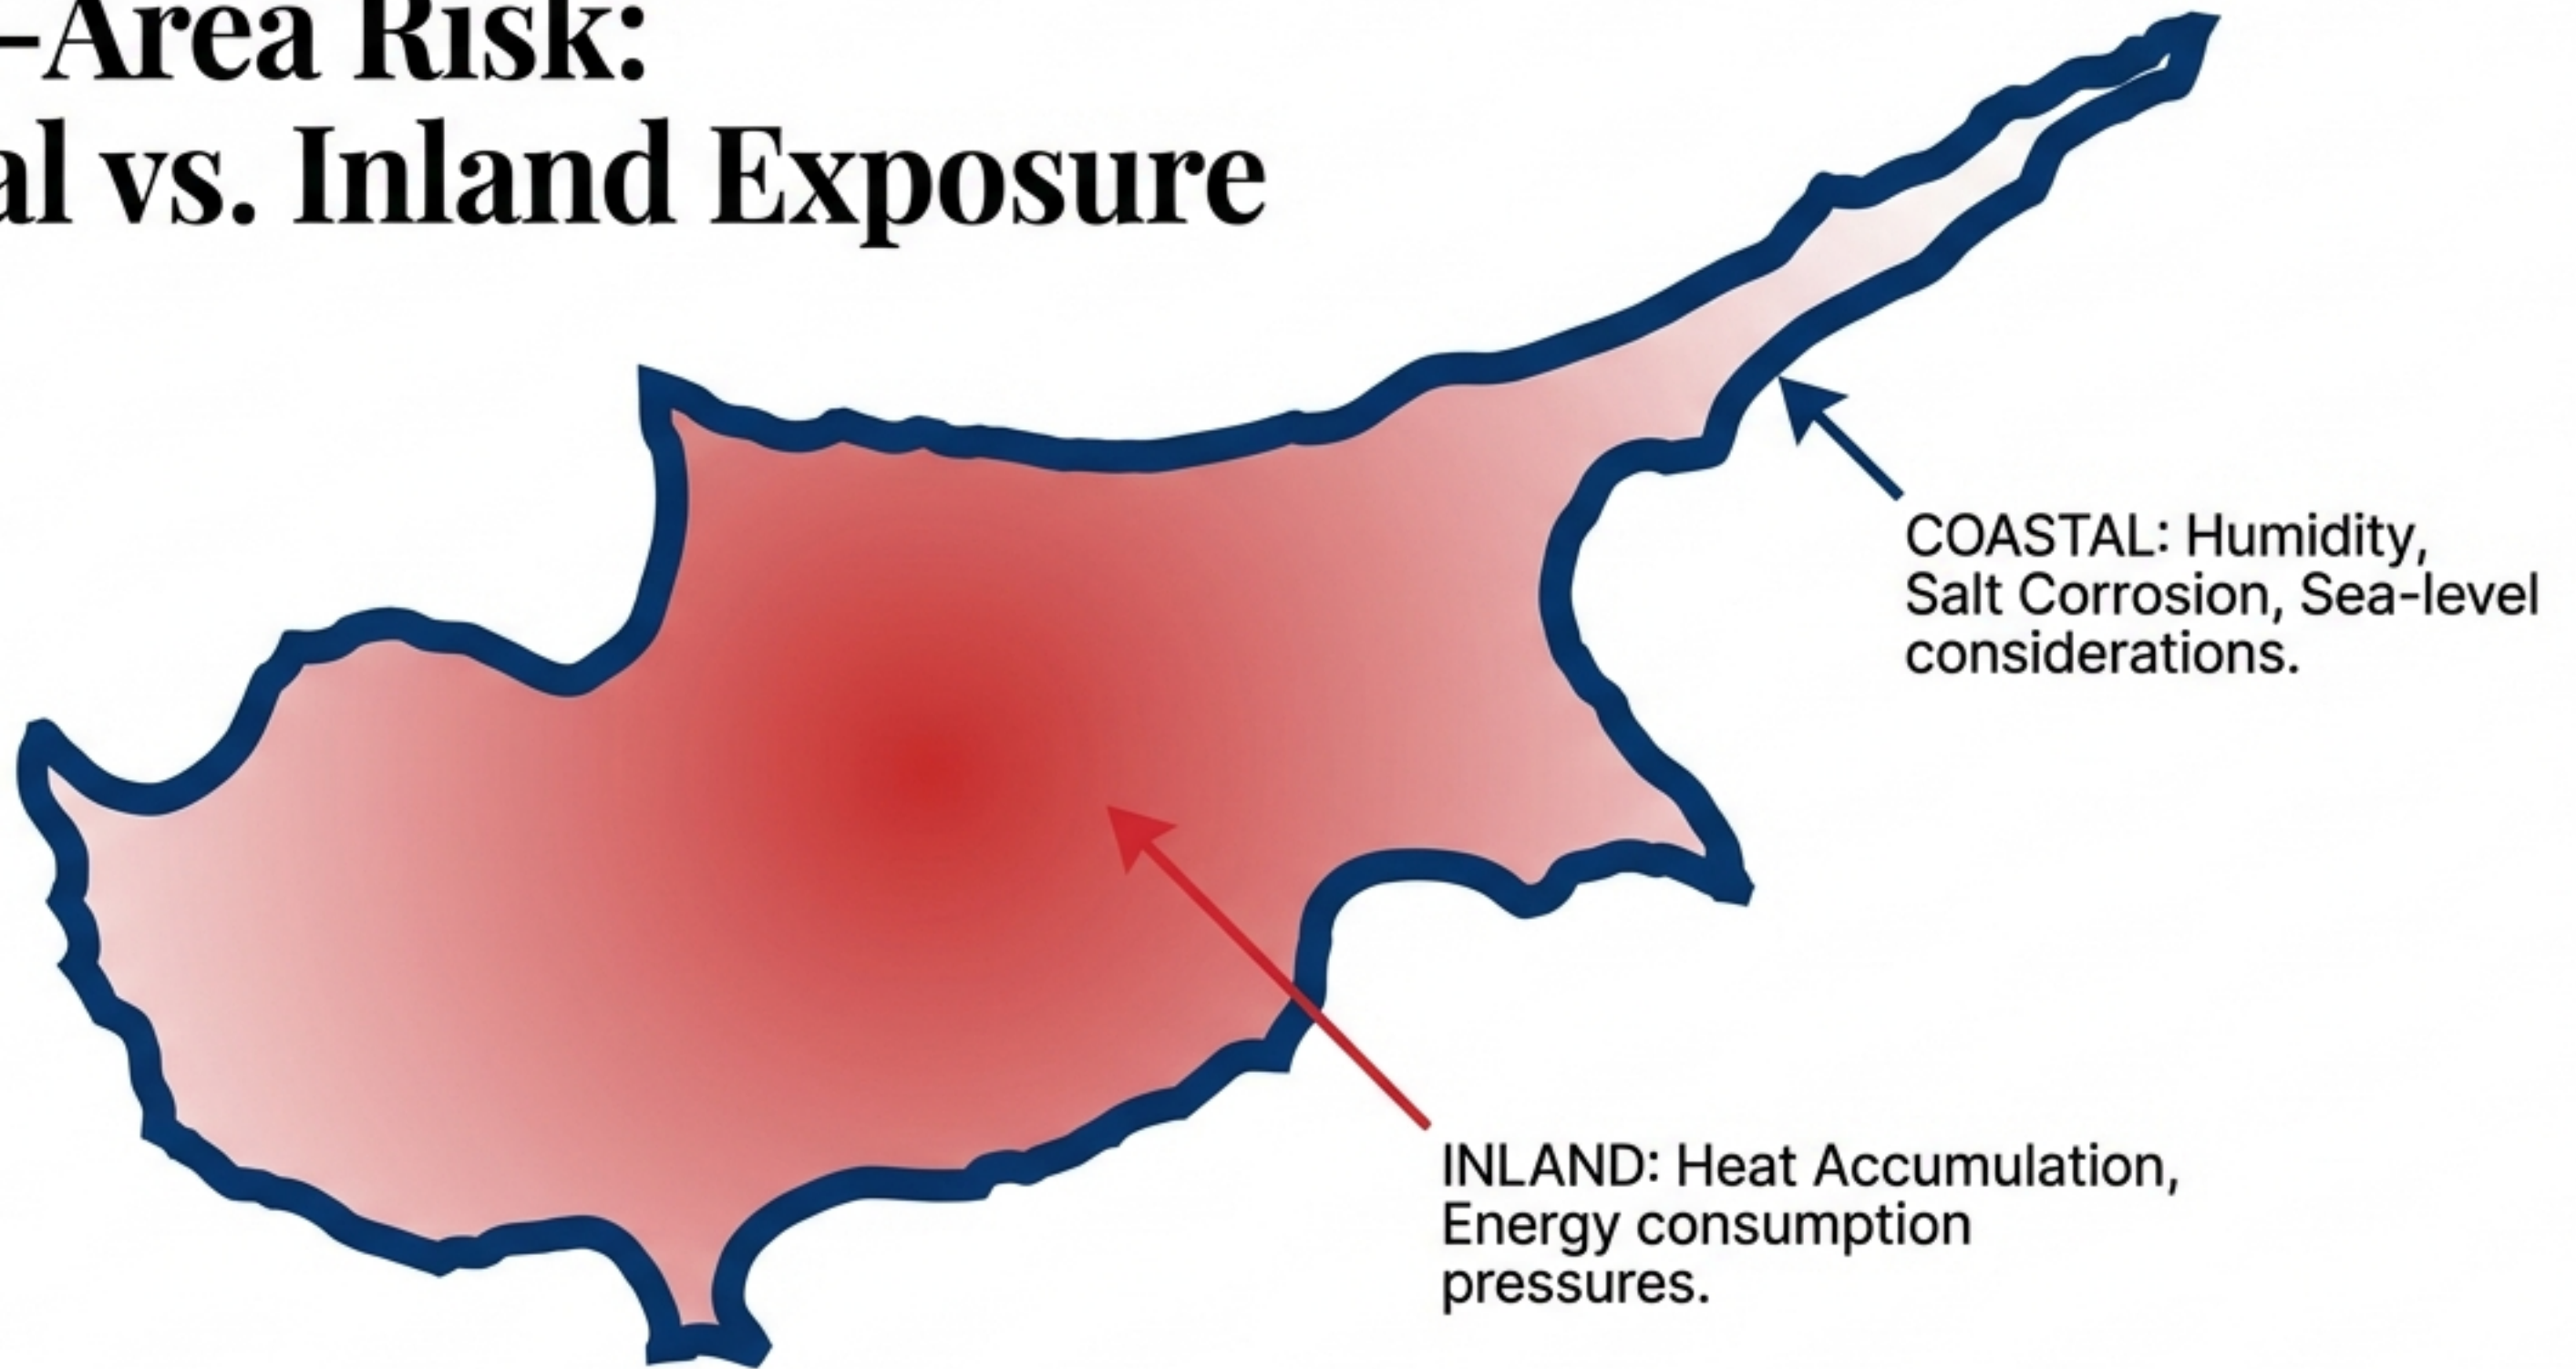 -Area Risk:
al vs. Inland Exposure
COASTAL: Humidity,
Salt Corrosion, Sea-level
considerations.
INLAND: Heat Accumulation,
Energy consumption
pressures.